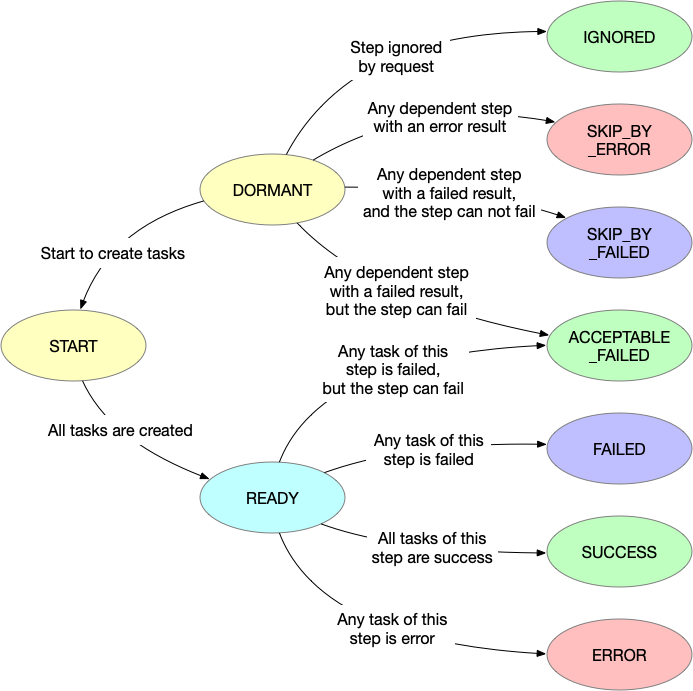 IGNORED
Step ignored
by request
Any dependent step
with an error result
SKIP_BY
_ERROR
DORMANT
Any dependent step
with a failed result,
and the step can not fail
SKIP_BY
_FAILED
Start to create tasks
Any dependent step
with a failed result,
but the step can fail
START
ACCEPTABLE
_FAILED
Any task of this
step is failed,
but the step can fail
All tasks are created
Any task of this
step is failed
FAILED
READY
All tasks of this
step are success
SUCCESS
Any task of this
step is error
ERROR